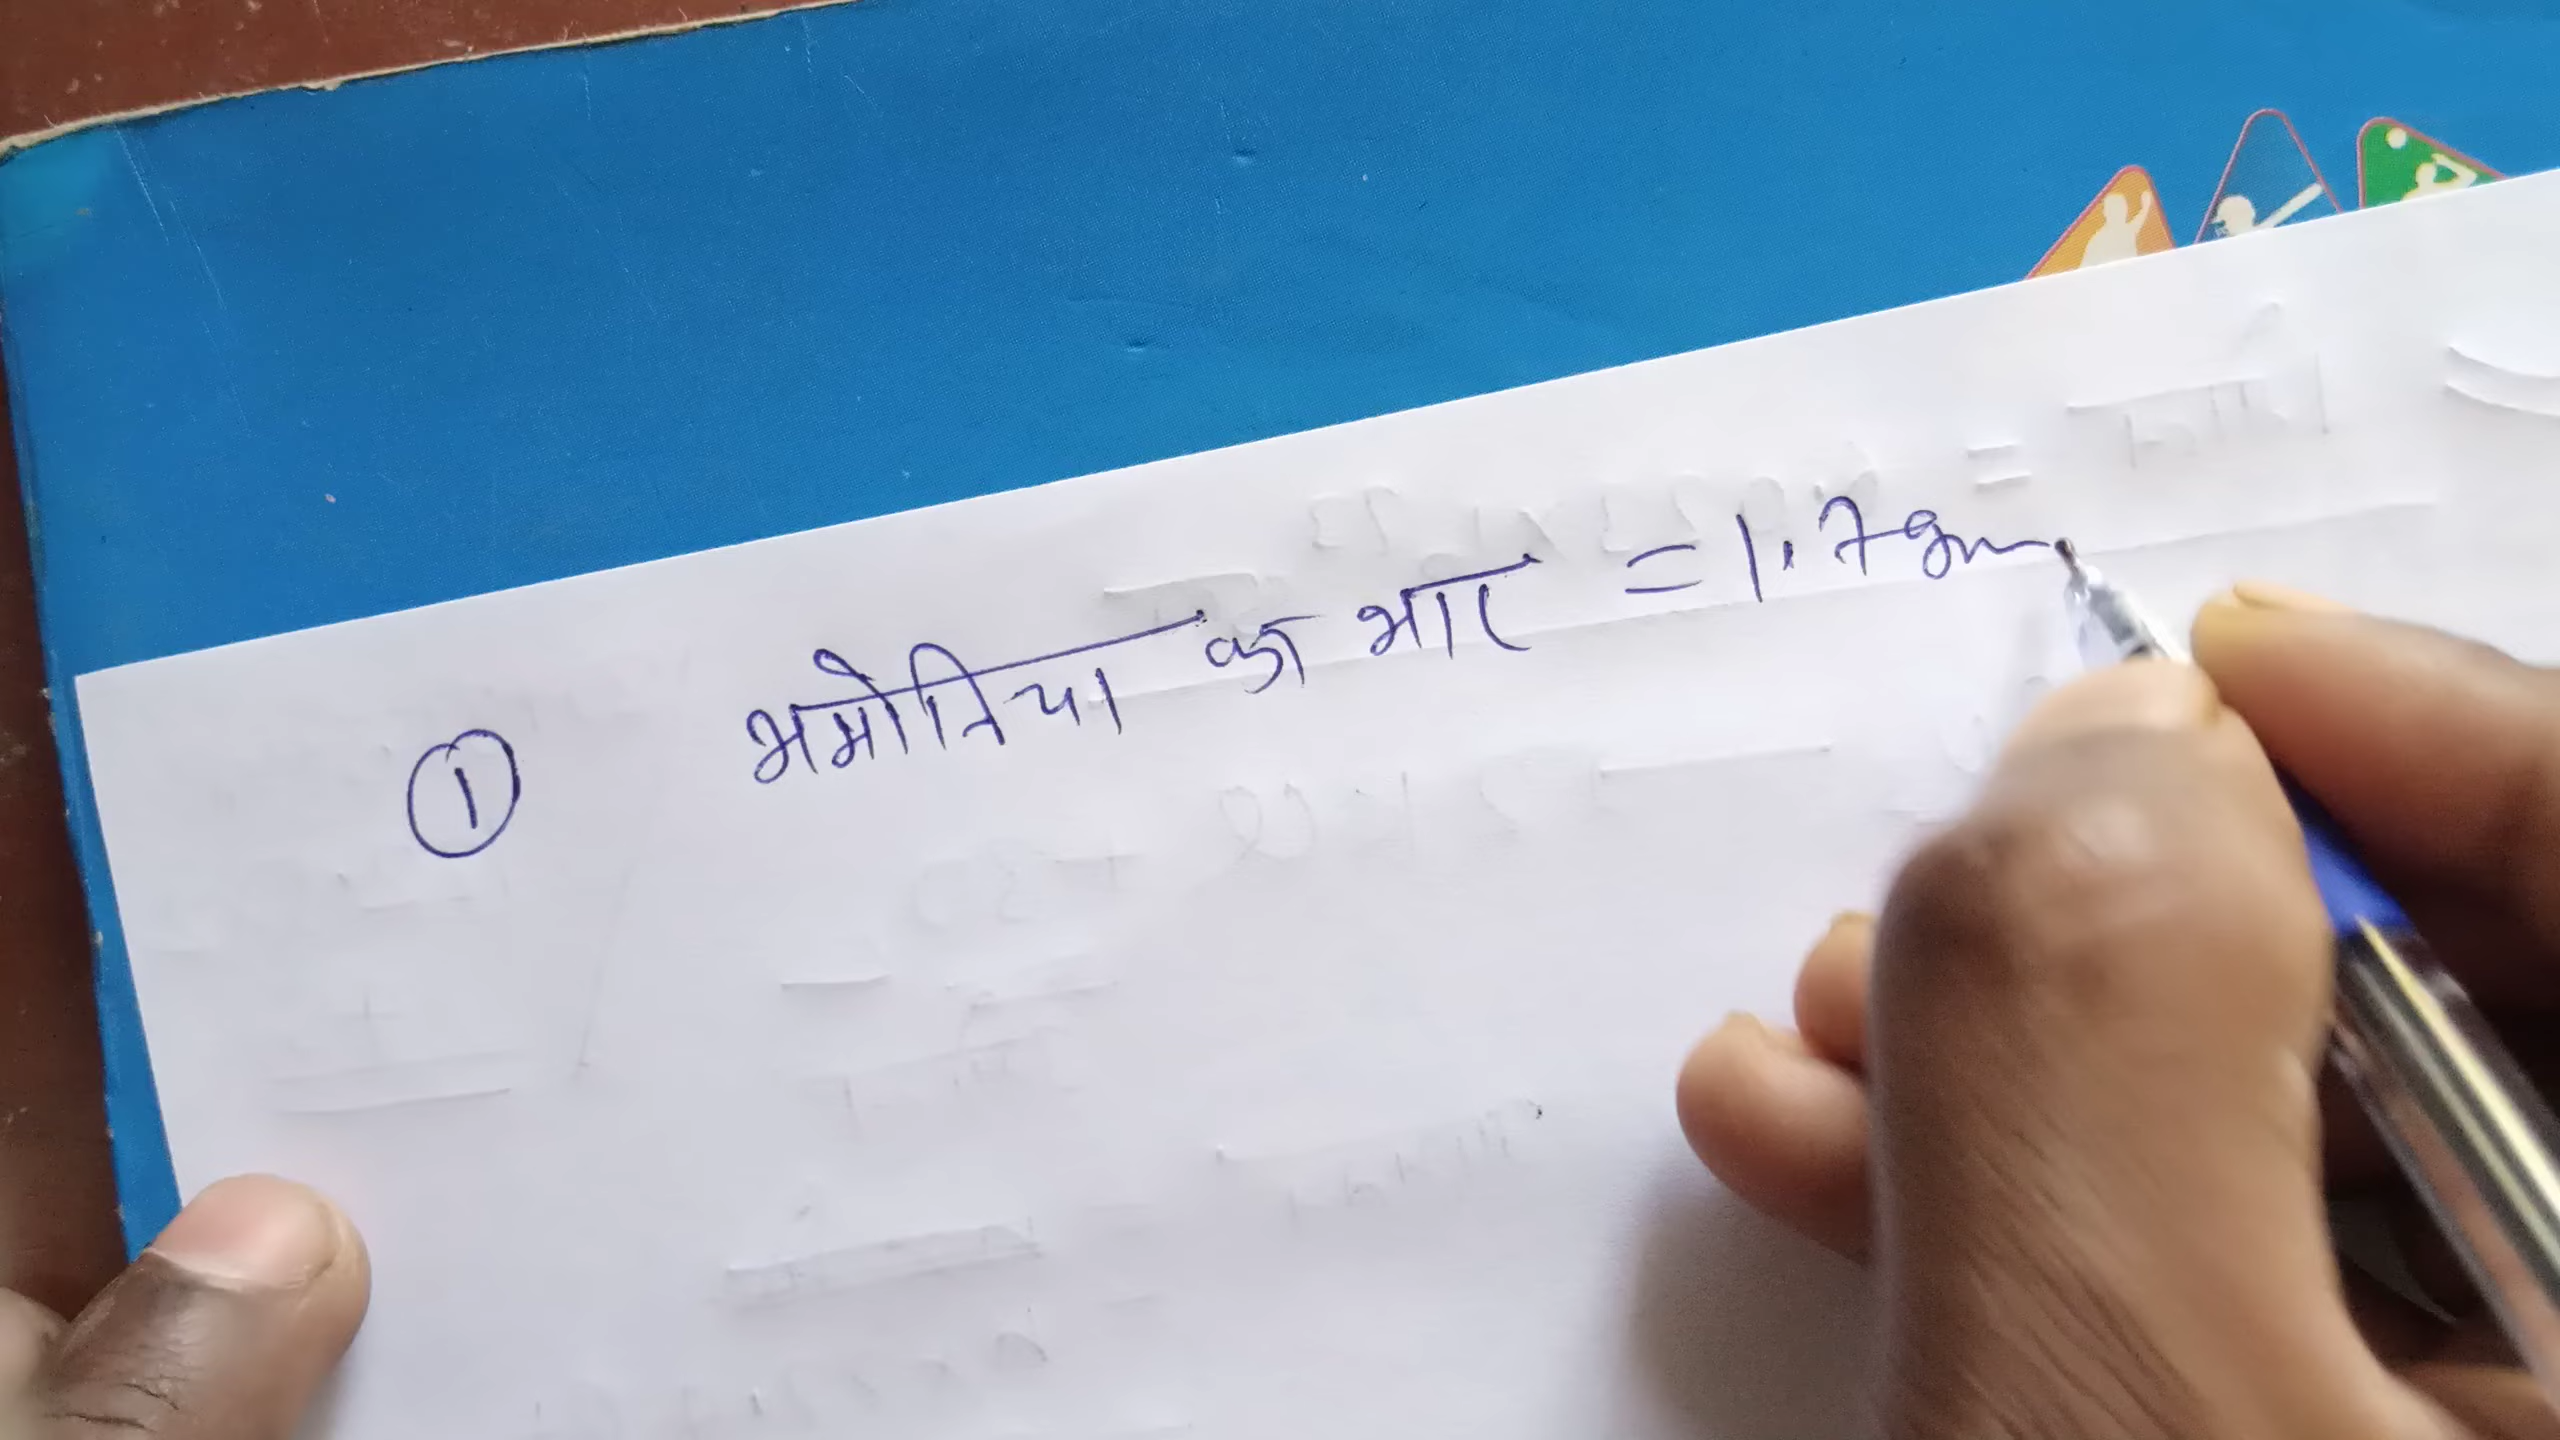 ① अमोनिया का भार = 1.7 gm